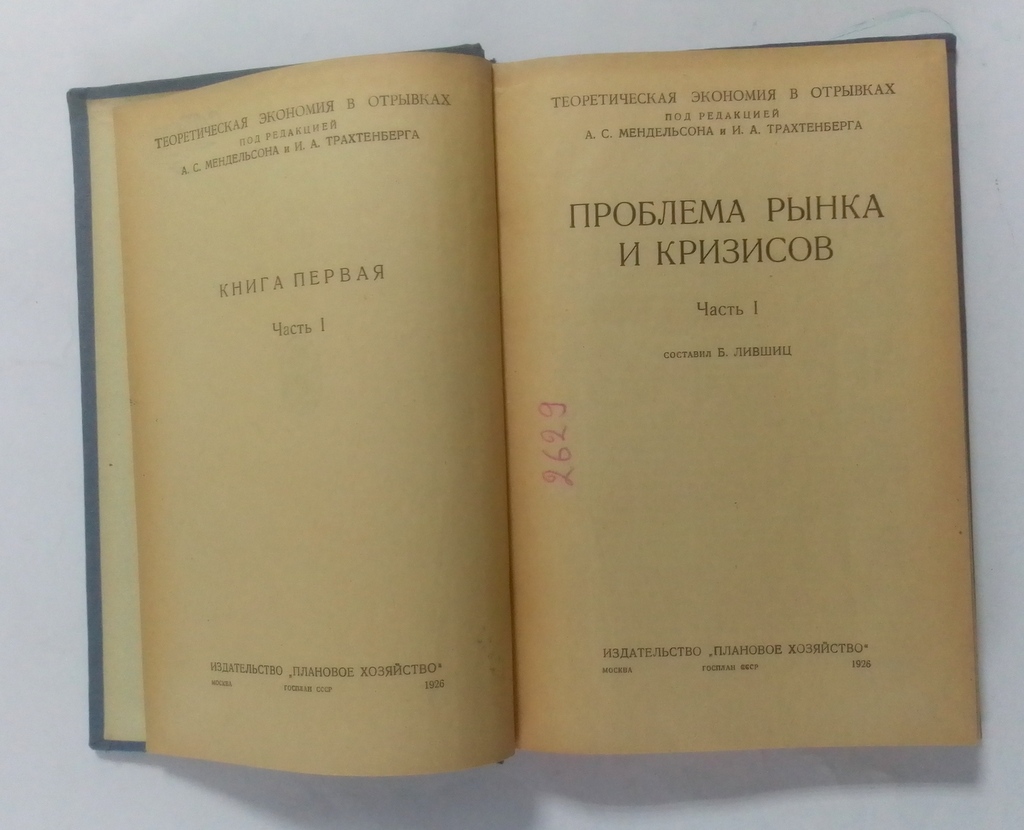 ТЕОРЕТИЧЕСКАЯ ЭКОНОМИЯ В ОТРЫВКАХ
ПОД РЕДАКЦИЕЙ
А. С. МЕНДЕЛЬСОНА и И. А. ТРАХТЕНБЕРГА
КНИГА ПЕРВАЯ
Часть I
ИЗДАТЕЛЬСТВО „ПЛАНОВОЕ ХОЗЯЙСТВО"
МОСКВА ГОСПЛАН СССР 1926
ТЕОРЕТИЧЕСКАЯ ЭКОНОМИЯ В ОТРЫВКАХ
ПОД РЕДАКЦИЕЙ
А. С. МЕНДЕЛЬСОНА и И. А. ТРАХТЕНБЕРГА
ПРОБЛЕМА РЫНКА
И КРИЗИСОВ
Часть I
СОСТАВИЛ Б. ЛИВШИЦ
2629
ИЗДАТЕЛЬСТВО „ПЛАНОВОЕ ХОЗЯЙСТВО"
МОСКВА ГОСПЛАН СССР 1926